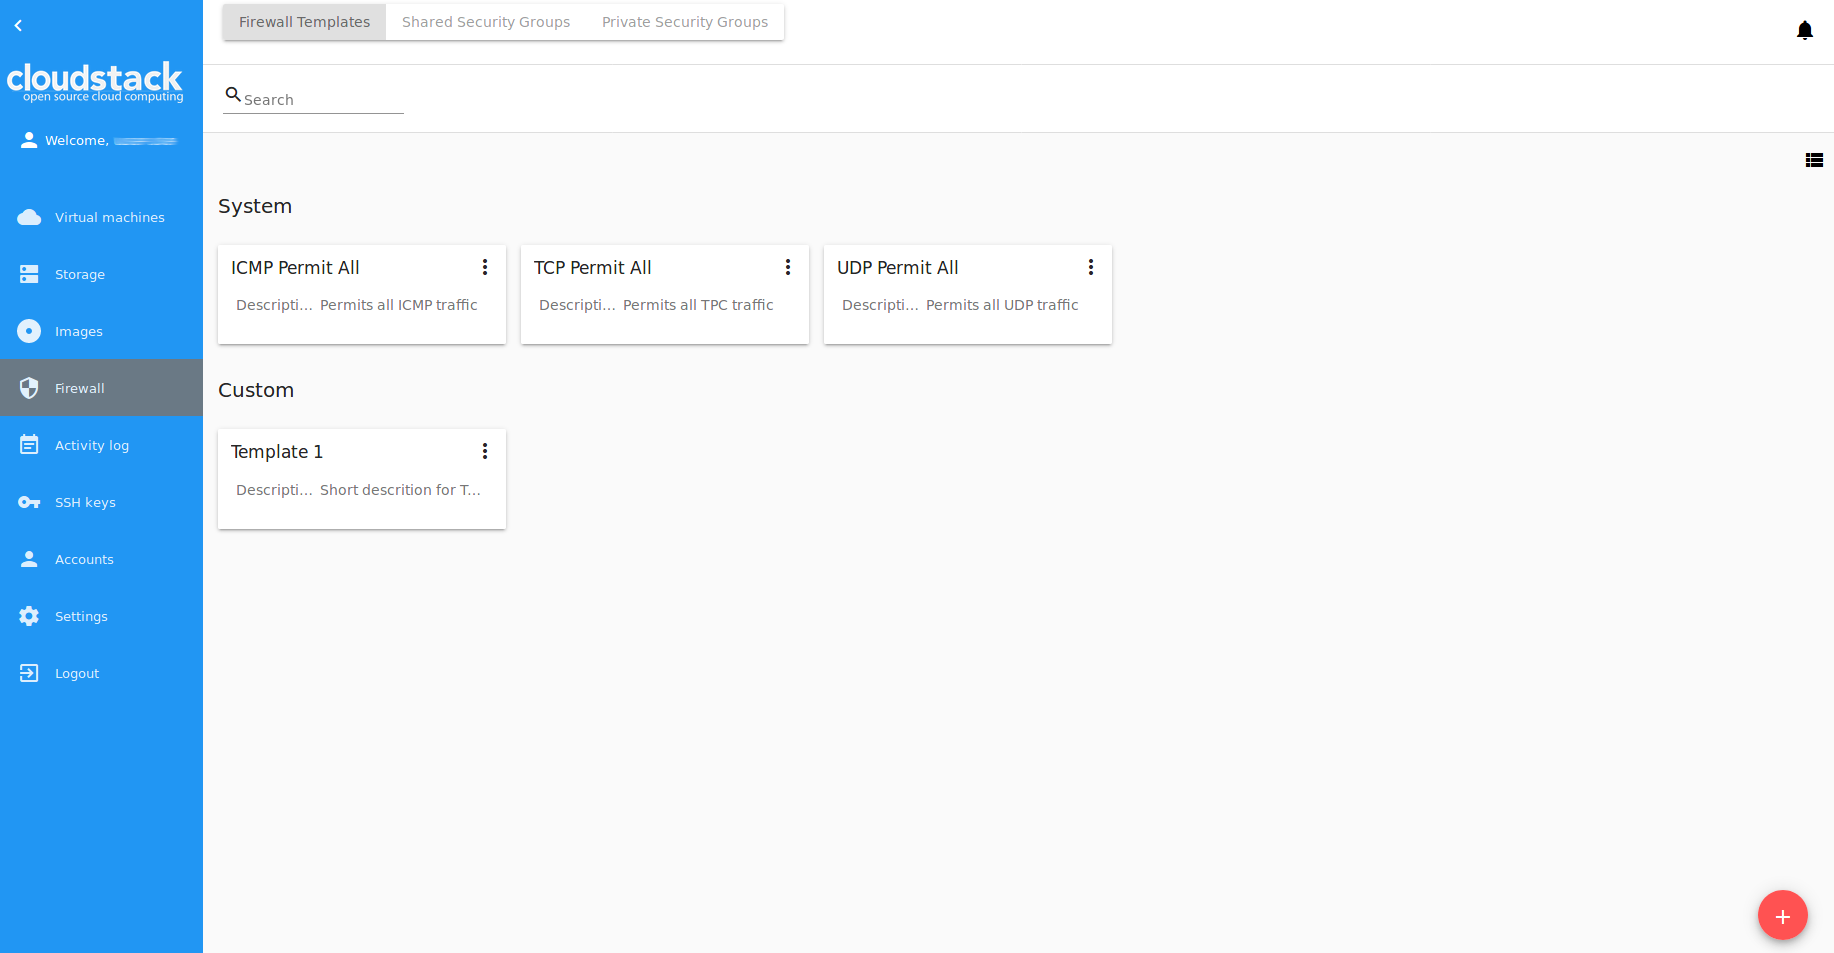 Firewall Templates Shared Security Groups Private Security Groups
cloudstack
open source cloud computing
Search
Welcome,
Virtual machines
Storage
Images
Firewall
Activity log
SSH keys
Accounts
Settings
Logout
System
ICMP Permit All
Descripti... Permits all ICMP traffic
TCP Permit All
Descripti... Permits all TPC traffic
UDP Permit All
Descripti... Permits all UDP traffic
Custom
Template 1
Descripti... Short descrition for T...